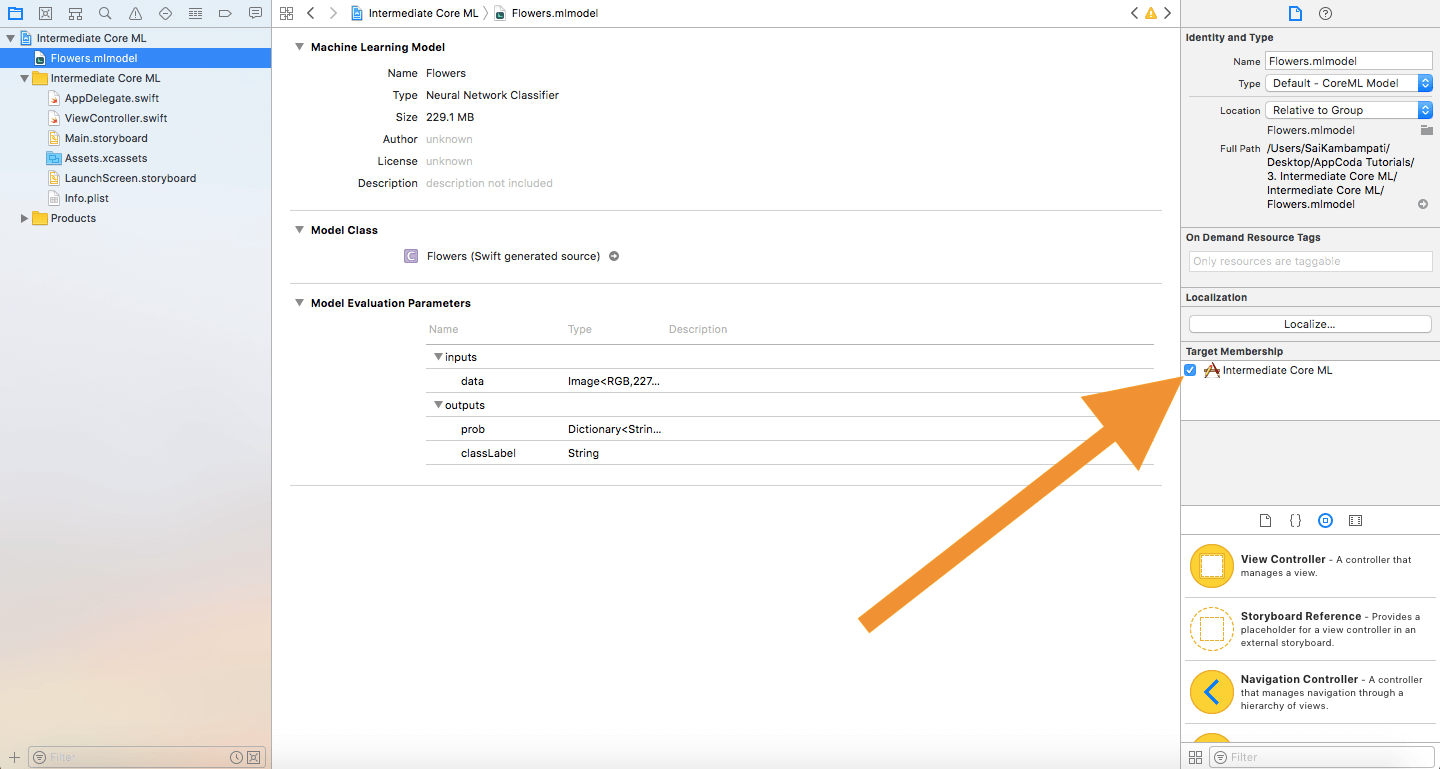 Intermediate Core ML
Flowers.mlmodel
Intermediate Core ML
AppDelegate.swift
ViewController.swift
Main.storyboard
Assets.xcassets
LaunchScreen.storyboard
Info.plist
Products
Filter
Intermediate Core ML
Flowers.mlmodel
Machine Learning Model
Name Flowers
Type Neural Network Classifier
Size 229.1 MB
Author unknown
License unknown
Description description not included
Model Class
C Flowers (Swift generated source)
Model Evaluation Parameters
Name Type Description
inputs
data Image<RGB,227...
outputs
prob Dictionary<Strin...
classLabel String
Identity and Type
Name Flowers.mlmodel
Type Default - CoreML Model
Location Relative to Group
Flowers.mlmodel
Full Path /Users/SaiKambampati/
Desktop/AppCoda Tutorials/
3. Intermediate Core ML/
Intermediate Core ML/
Flowers.mlmodel
On Demand Resource Tags
Only resources are taggable
Localization
Localize...
Target Membership
Intermediate Core ML
{}
View Controller - A controller that
manages a view.
Storyboard Reference - Provides a
placeholder for a view controller in an
external storyboard.
Navigation Controller - A controller
that manages navigation through a
hierarchy of views.
Filter